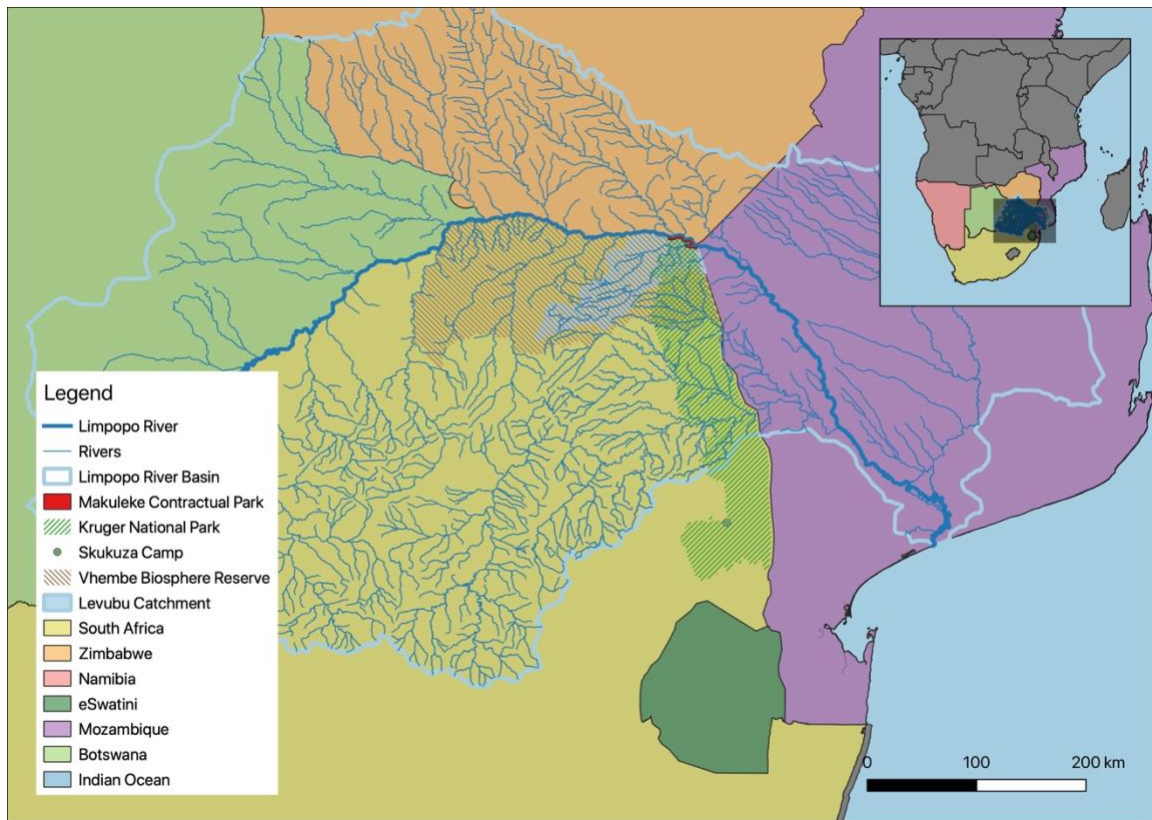 Legend
Limpopo River
Rivers
Limpopo River Basin
Makuleke Contractual Park
Kruger National Park
Skukuza Camp
Vhembe Biosphere Reserve
Levubu Catchment
South Africa
Zimbabwe
Namibia
eSwatini
Mozambique
Botswana
Indian Ocean
0 100 200 km